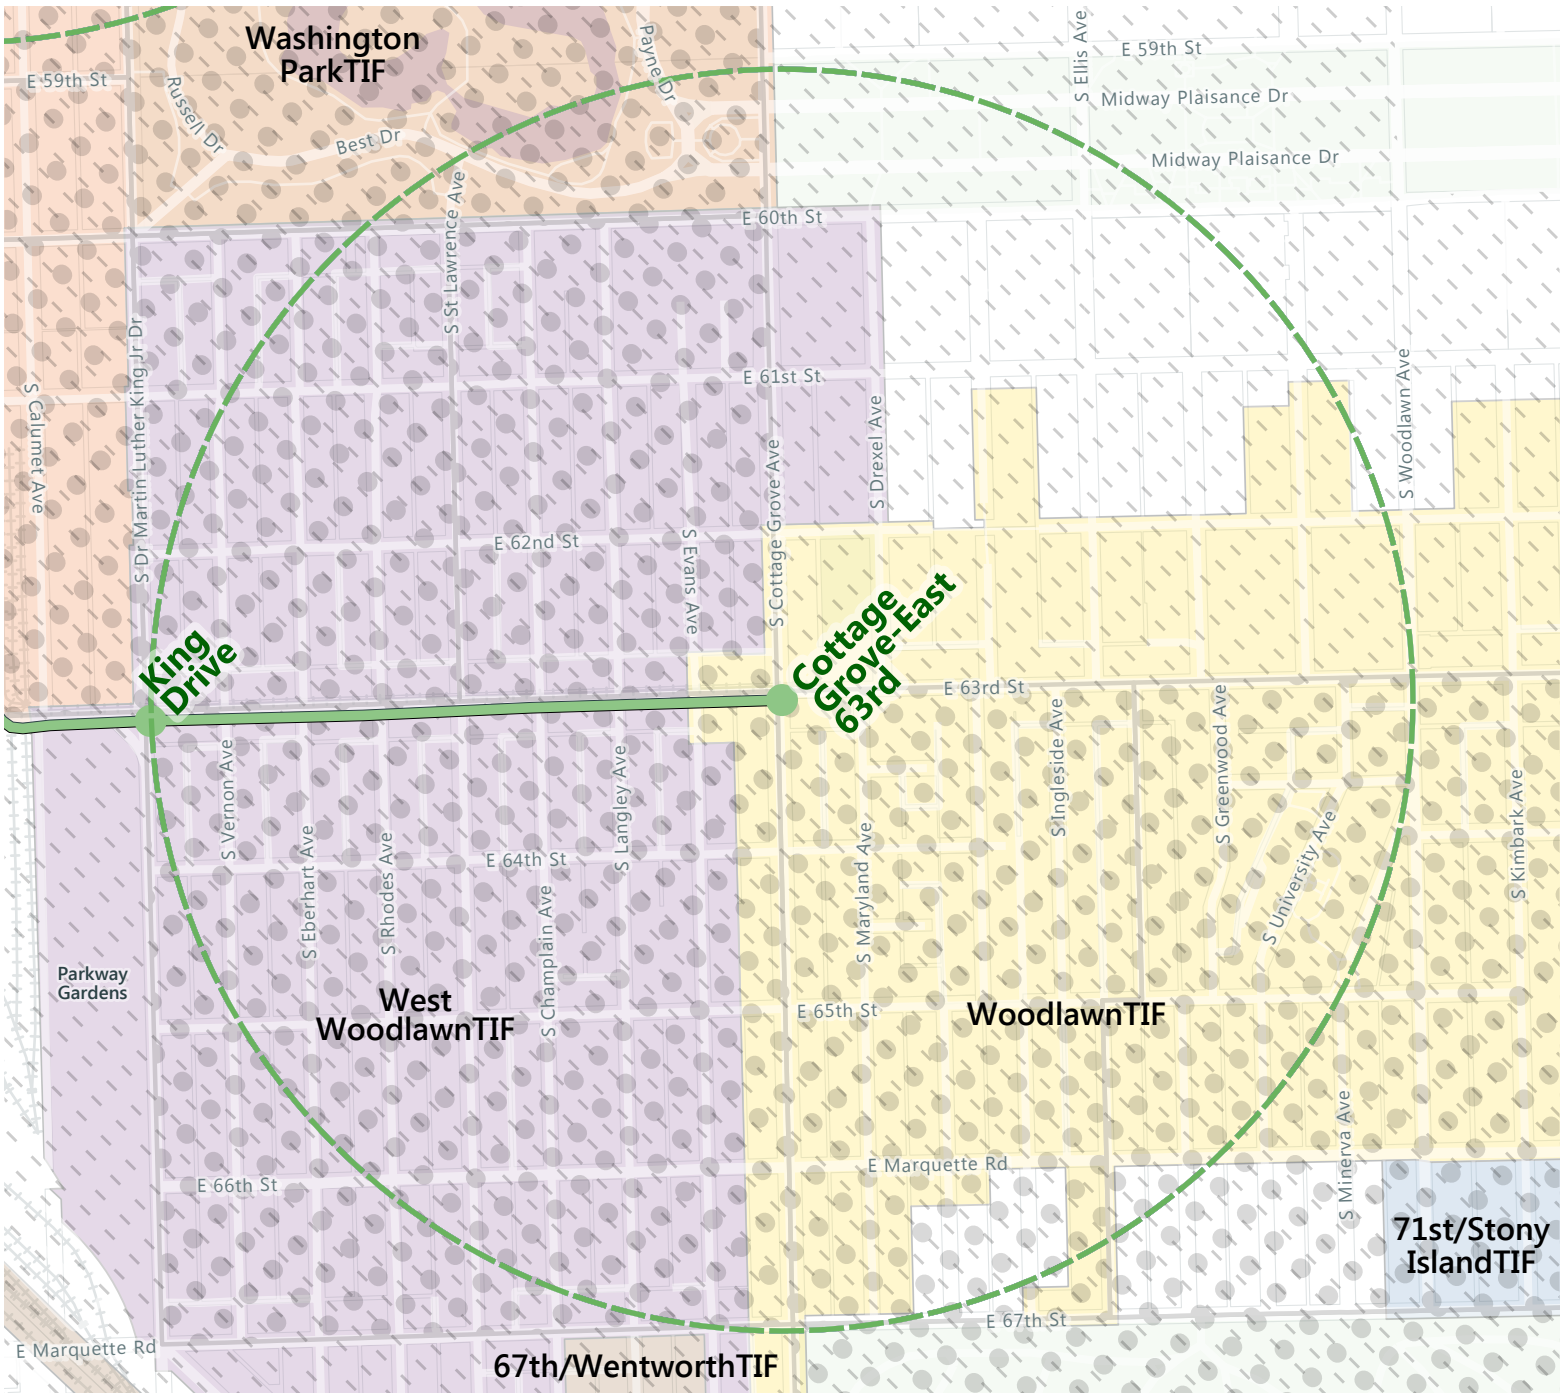 Washington
ParkTIF
E 59th St
Russell Dr
Best Dr
Payne Dr
S Ellis Ave
E 59th St
Midway Plaisance Dr
Midway Plaisance Dr
S St Lawrence Ave
E 60th St
S Calumet Ave
S Dr Martin Luther King Jr Dr
E 61st St
S Drexel Ave
S Woodlawn Ave
S Cottage Grove Ave
E 62nd St
S Evans Ave
King
Drive
Cottage
Grove-East
63rd
E 63rd St
S Vernon Ave
S Eberhart Ave
S Rhodes Ave
E 64th St
S Langley Ave
S Champlain Ave
S Maryland Ave
S Ingleside Ave
S Greenwood Ave
S University Ave
S Kimbark Ave
Parkway
Gardens
West
WoodlawnTIF
E 65th St
WoodlawnTIF
S Minerva Ave
E Marquette Rd
E 66th St
71st/Stony
IslandTIF
E 67th St
E Marquette Rd
67th/WentworthTIF